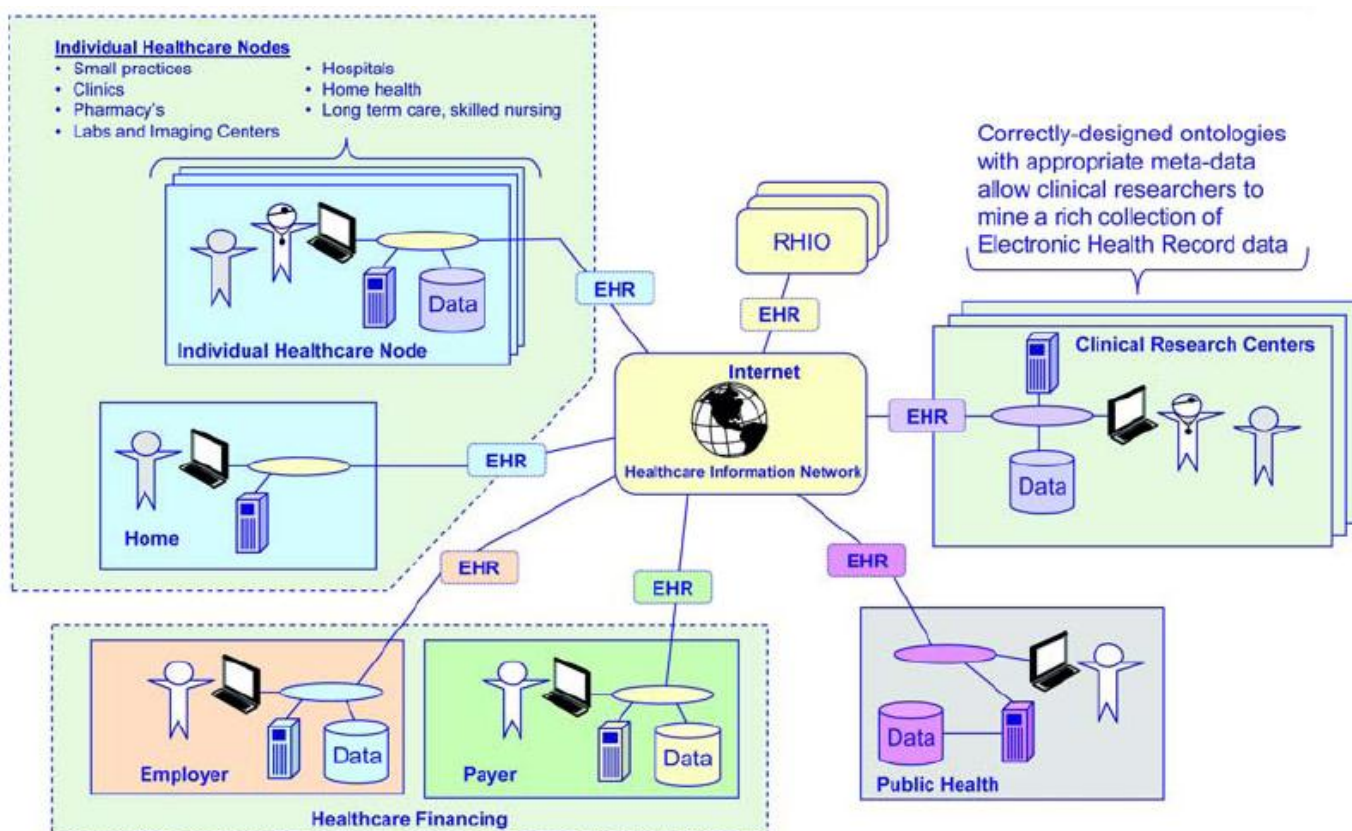 Individual Healthcare Nodes
• Small practices
• Clinics
• Pharmacy's
• Labs and Imaging Centers
• Hospitals
• Home health
• Long term care, skilled nursing
Data
Individual Healthcare Node
EHR
RHIO
EHR
Correctly-designed ontologies
with appropriate meta-data
allow clinical researchers to
mine a rich collection of
Electronic Health Record data
Internet
Healthcare Information Network
EHR
Clinical Research Centers
Data
Home
EHR
EHR
EHR
EHR
Employer
Data
Payer
Data
Healthcare Financing
Data
Public Health